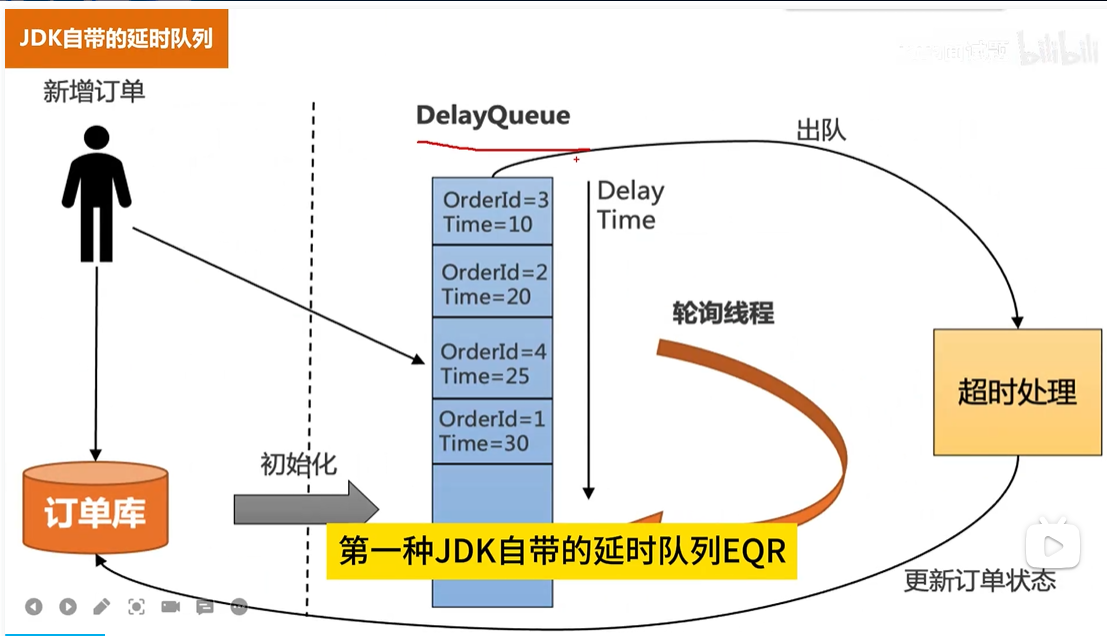 JDK自带的延时队列
bilibili
新增订单
DelayQueue
出队
OrderId=3
Time=10
Delay
Time
OrderId=2
Time=20
轮询线程
OrderId=4
Time=25
超时处理
OrderId=1
Time=30
初始化
订单库
第一种JDK自带的延时队列EQR
更新订单状态